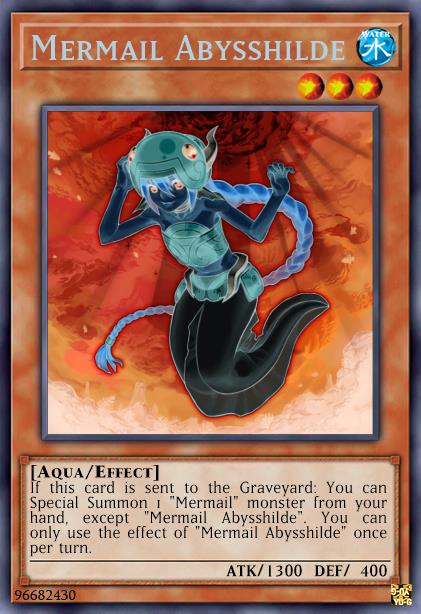 Mermail Abysshilde
WATER
水
[Aqua/Effect]
If this card is sent to the Graveyard: You can
Special Summon 1 "Mermail" monster from your
hand, except "Mermail Abysshilde". You can
only use the effect of "Mermail Abysshilde" once
per turn.
ATK/1300 DEF/ 400
96682430